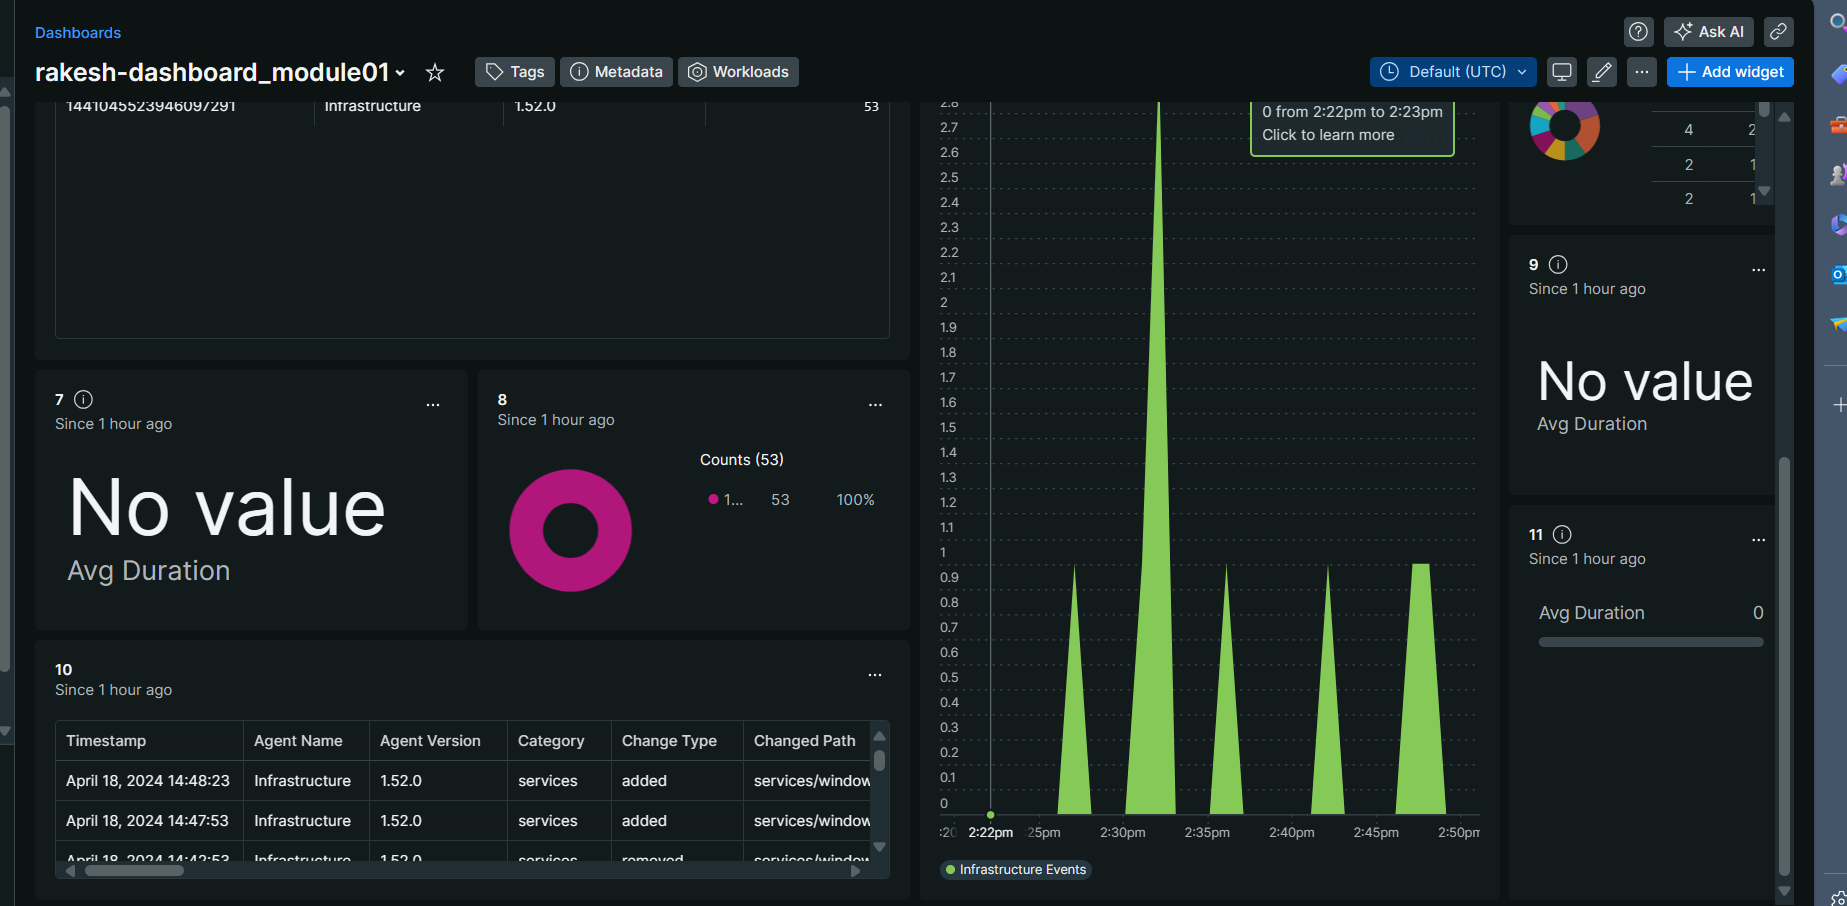 Dashboards
rakesh-dashboard_module01
Tags
Metadata
Workloads
Ask AI
Default (UTC)
Add widget
1441045523946097291 Infrastructure 1.52.0 53
7
Since 1 hour ago
No value
Avg Duration
8
Since 1 hour ago
Counts (53)
1... 53 100%
10
Since 1 hour ago
Timestamp Agent Name Agent Version Category Change Type Changed Path
April 18, 2024 14:48:23 Infrastructure 1.52.0 services added services/window
April 18, 2024 14:47:53 Infrastructure 1.52.0 services added services/window
April 18, 2024 14:42:53 Infrastructure 1.52.0 services removed services/window
0 from 2:22pm to 2:23pm
Click to learn more
2.8
2.7
2.6
2.5
2.4
2.3
2.2
2.1
2
1.9
1.8
1.7
1.6
1.5
1.4
1.3
1.2
1.1
1
0.9
0.8
0.7
0.6
0.5
0.4
0.3
0.2
0.1
0
:20 2:22pm 25pm 2:30pm 2:35pm 2:40pm 2:45pm 2:50pm
Infrastructure Events
4 2
2 1
2 1
9
Since 1 hour ago
No value
Avg Duration
11
Since 1 hour ago
Avg Duration 0